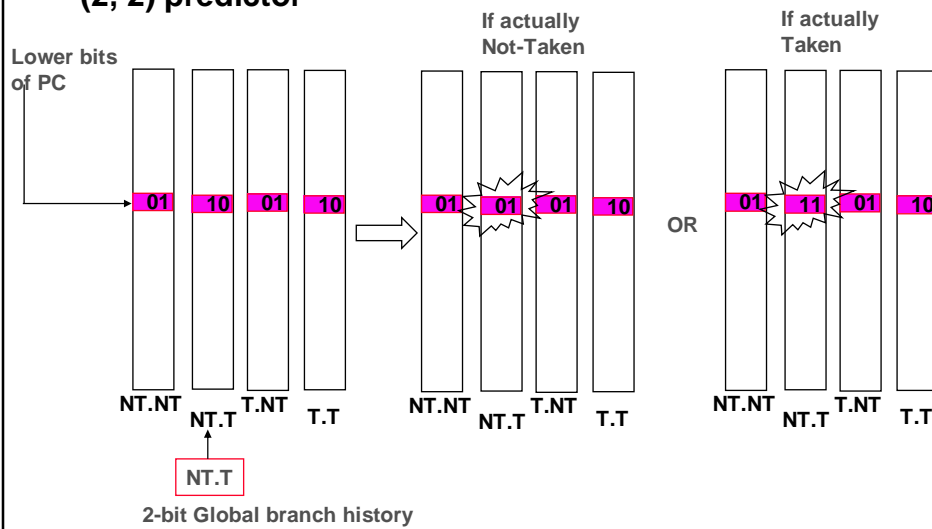 (2, 2) predictor
If actually
Not-Taken
If actually
Taken
Lower bits
of PC
01 10 01 10
01 01 01 10
01 11 01 10
OR
NT.NT NT.T T.NT T.T
NT.NT NT.T T.NT T.T
NT.NT NT.T T.NT T.T
NT.T
2-bit Global branch history